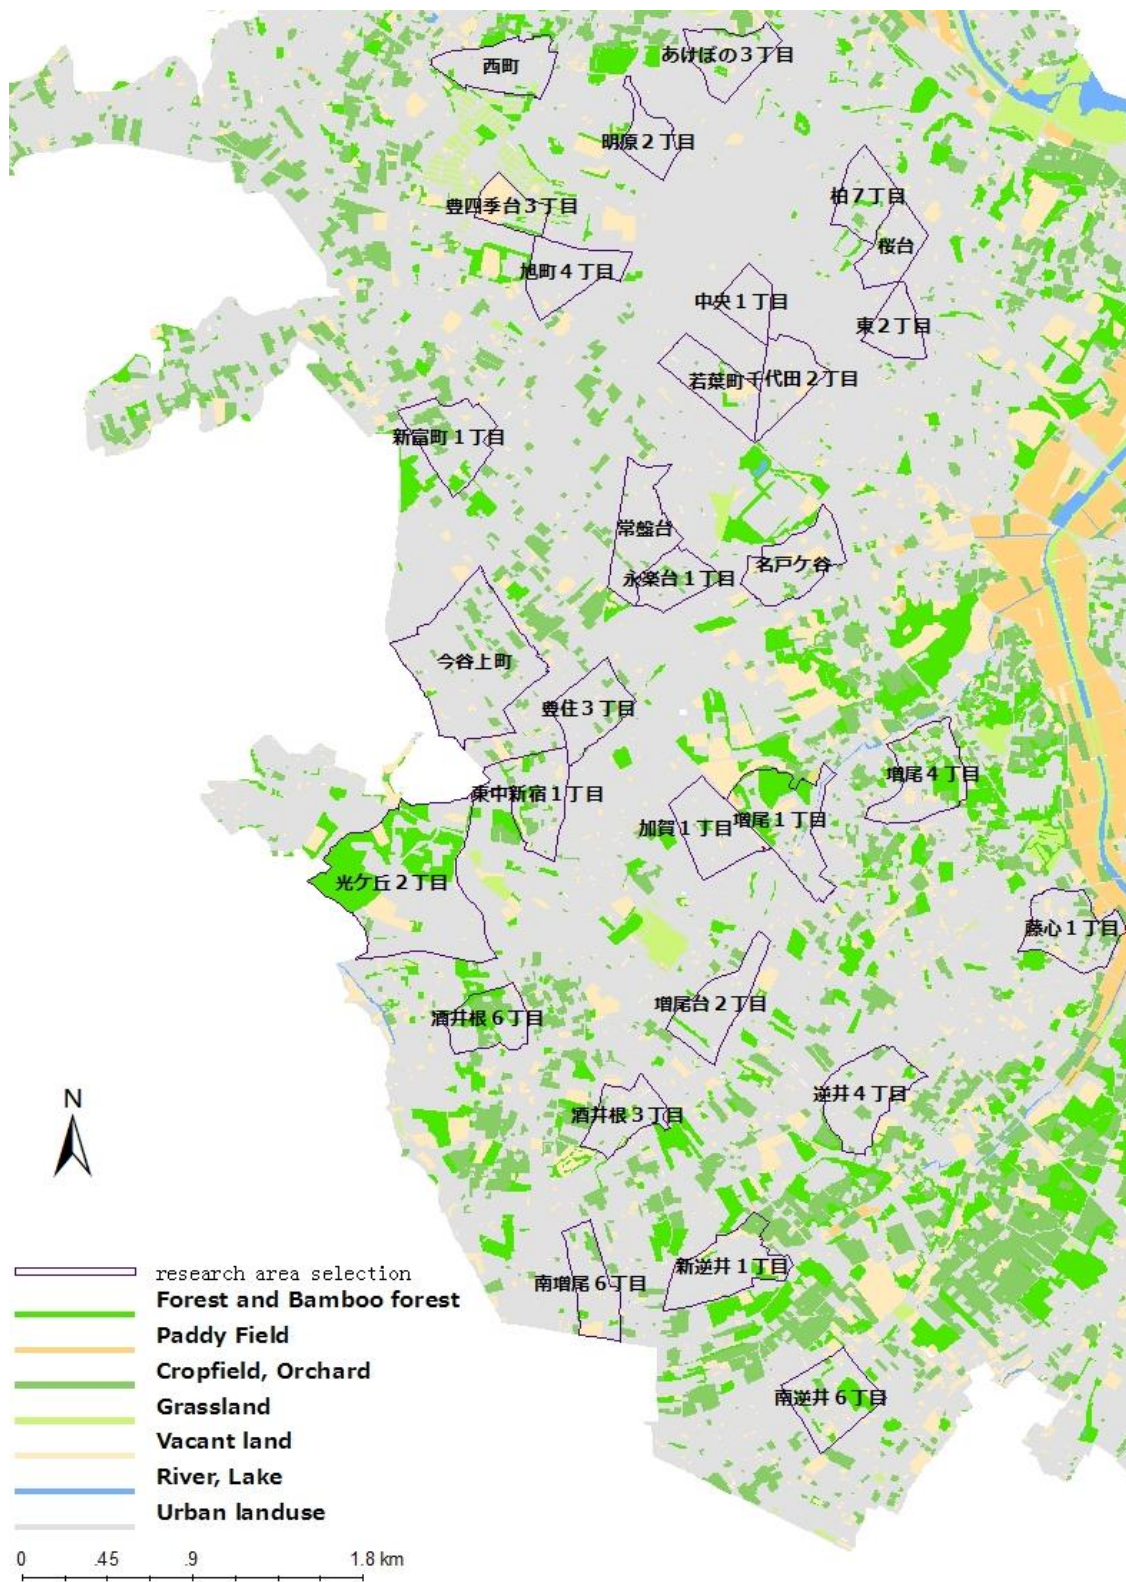 西町
あけぼの３丁目
明原２丁目
柏７丁目
豊四季台３丁目
桜台
旭町４丁目
中央１丁目
東２丁目
若葉町
千代田２丁目
新富町１丁目
常盤台
名戸ケ谷
永楽台１丁目
今谷上町
豊住３丁目
増尾４丁目
東中新宿１丁目
増尾１丁目
加賀１丁目
光ケ丘２丁目
藤心１丁目
増尾台２丁目
酒井根６丁目
逆井４丁目
酒井根３丁目
新逆井１丁目
南増尾６丁目
南逆井６丁目
N
research area selection
Forest and Bamboo forest
Paddy Field
Cropfield, Orchard
Grassland
Vacant land
River, Lake
Urban landuse
0 .45 .9 1.8 km